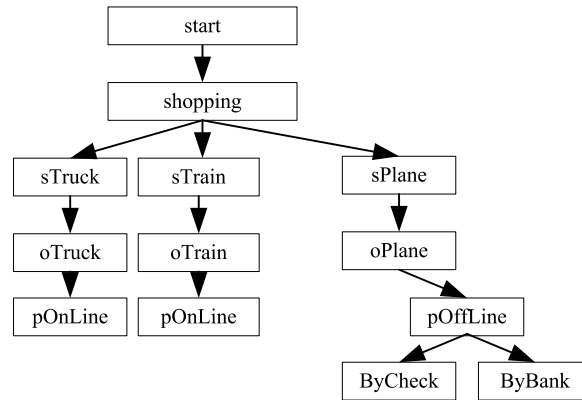 start
shopping
sTruck
sTrain
sPlane
oTruck
oTrain
oPlane
pOnLine
pOnLine
pOffLine
ByCheck
ByBank